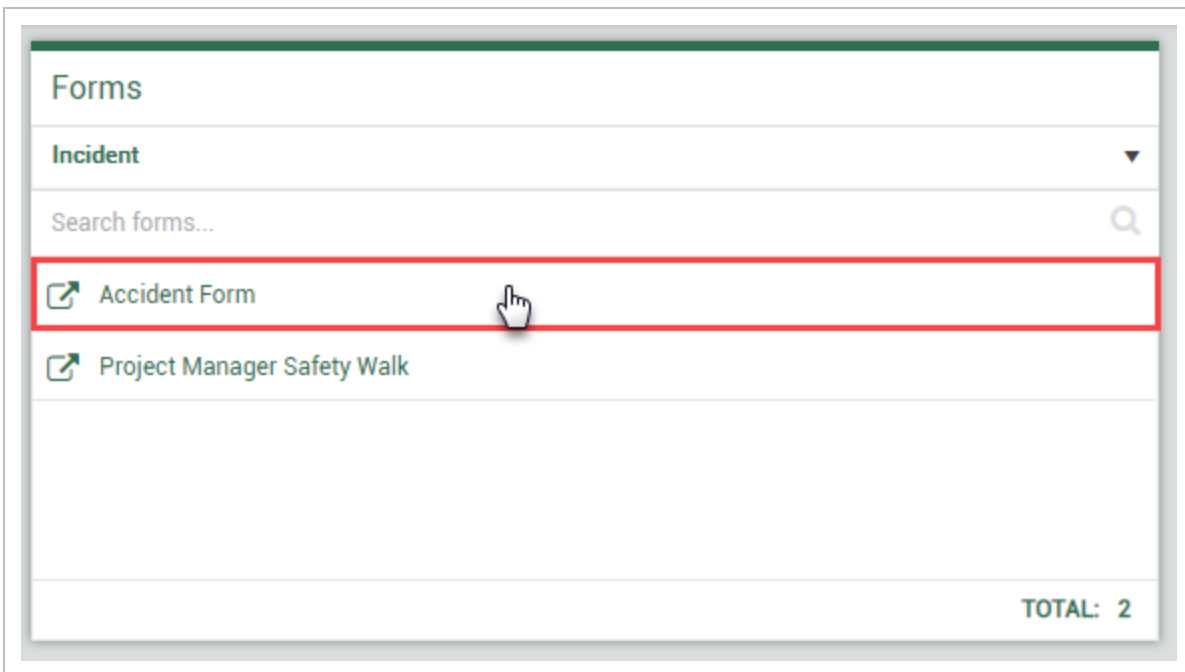 Forms
Incident
Search forms...
Accident Form
Project Manager Safety Walk
TOTAL: 2